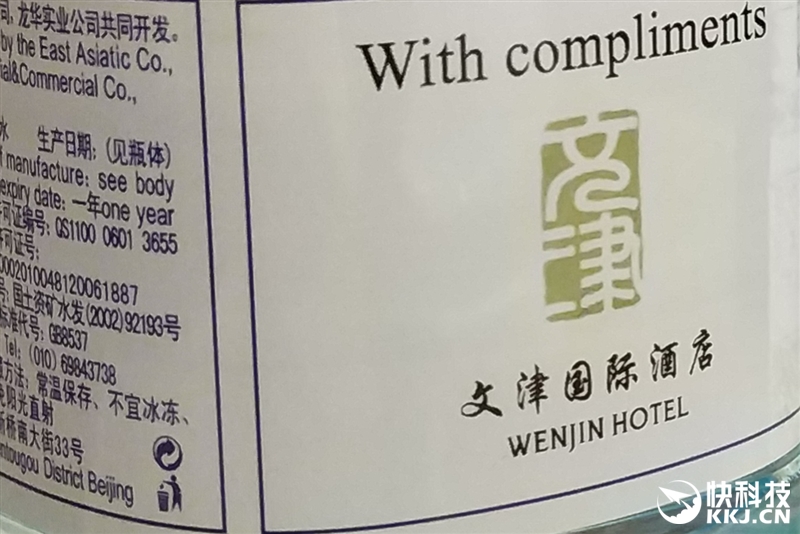 司, 龙华实业公司共同开发。
by the East Asiatic Co.,
ial&Commercial Co.,
水 生产日期:(见瓶体)
f manufacture: see body
expiry date: 一年one year
可证编号: QS1100 0601 3655
许可证号:
0002010048120061887
号: 国土资矿水发(2002)92193号
标准代号: GB8537
Tel: (010) 69843738
方法: 常温保存、不宜冰冻、
阳光直射
桥南大街33号
ntougou District Beijing
With compliments
文津
文津国际酒店
WENJIN HOTEL
快科技
KKJ.CN